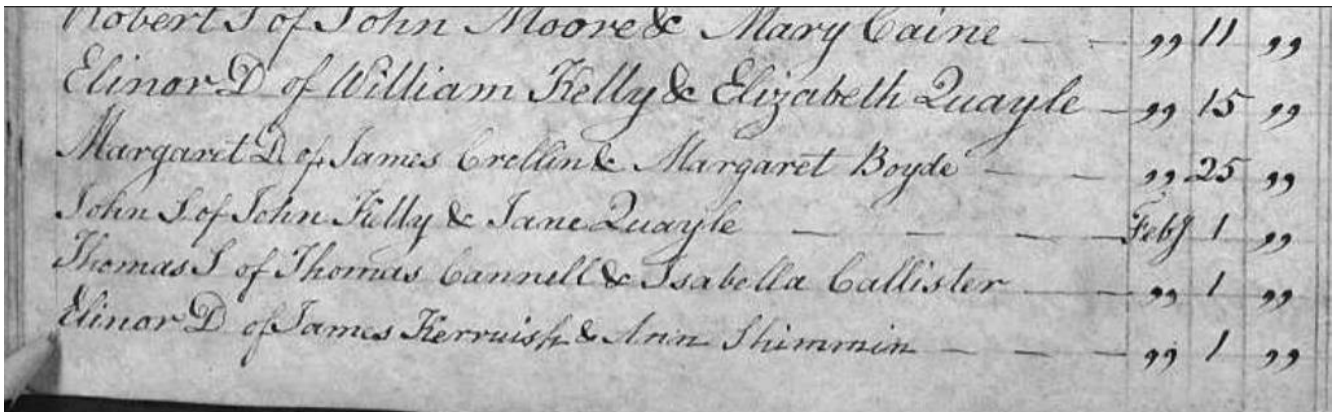 Robert S of John Moore & Mary Caine — — „ 11 „
Elinor D of William Kelly & Elizabeth Quayle — „ 15 „
Margaret D of James Crellin & Margaret Boyde — — „ 25 „
John S of John Kelly & Jane Quayle — — — — Feby 1 „
Thomas S of Thomas Cannell & Isabella Callister — — „ 1 „
Elinor D of James Kerruish & Ann Shimmin — — — „ 1 „